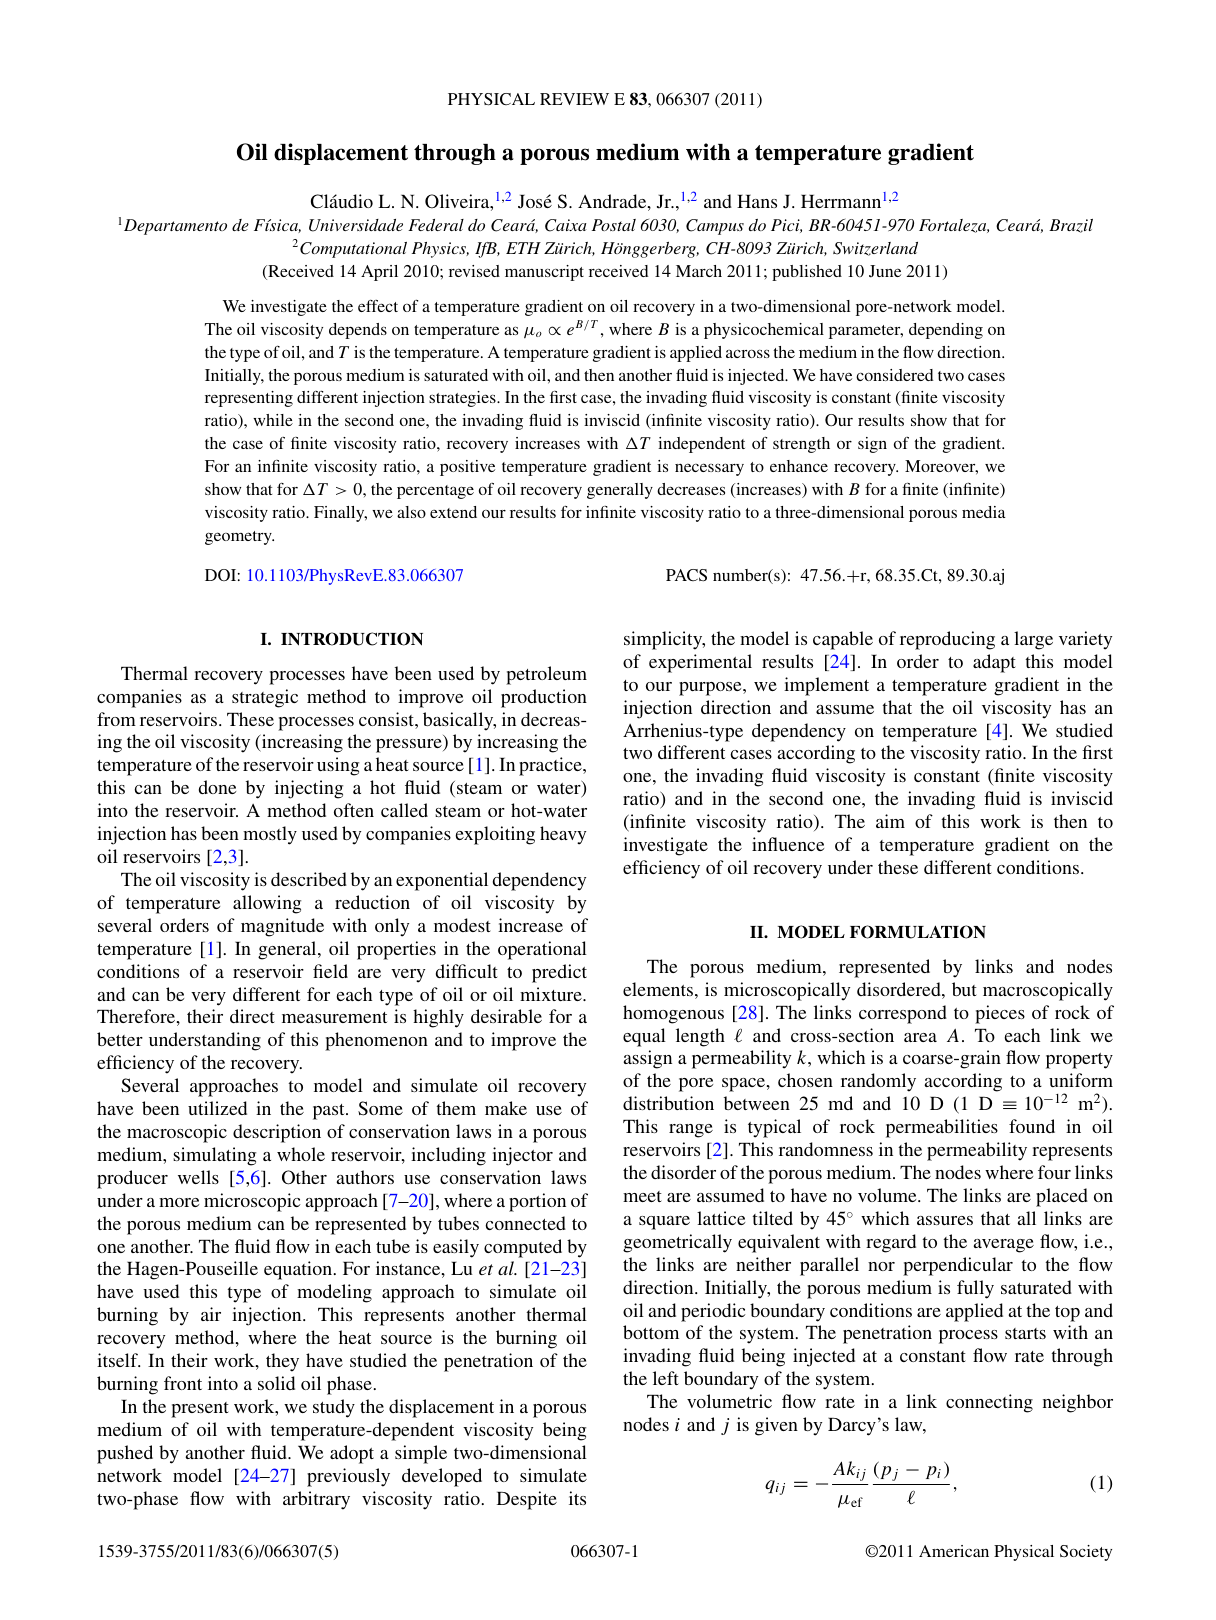 PHYSICAL REVIEW E 83, 066307 (2011)
Oil displacement through a porous medium with a temperature gradient
Cláudio L. N. Oliveira,1,2 José S. Andrade, Jr.,1,2 and Hans J. Herrmann1,2
1Departamento de Física, Universidade Federal do Ceará, Caixa Postal 6030, Campus do Pici, BR-60451-970 Fortaleza, Ceará, Brazil
2Computational Physics, IfB, ETH Zürich, Hönggerberg, CH-8093 Zürich, Switzerland
(Received 14 April 2010; revised manuscript received 14 March 2011; published 10 June 2011)
We investigate the effect of a temperature gradient on oil recovery in a two-dimensional pore-network model.
The oil viscosity depends on temperature as μo ∝ e^{B/T}, where B is a physicochemical parameter, depending on
the type of oil, and T is the temperature. A temperature gradient is applied across the medium in the flow direction.
Initially, the porous medium is saturated with oil, and then another fluid is injected. We have considered two cases
representing different injection strategies. In the first case, the invading fluid viscosity is constant (finite viscosity
ratio), while in the second one, the invading fluid is inviscid (infinite viscosity ratio). Our results show that for
the case of finite viscosity ratio, recovery increases with ΔT independent of strength or sign of the gradient.
For an infinite viscosity ratio, a positive temperature gradient is necessary to enhance recovery. Moreover, we
show that for ΔT > 0, the percentage of oil recovery generally decreases (increases) with B for a finite (infinite)
viscosity ratio. Finally, we also extend our results for infinite viscosity ratio to a three-dimensional porous media
geometry.
DOI: 10.1103/PhysRevE.83.066307 PACS number(s): 47.56.+r, 68.35.Ct, 89.30.aj
I. INTRODUCTION
Thermal recovery processes have been used by petroleum
companies as a strategic method to improve oil production
from reservoirs. These processes consist, basically, in decreas-
ing the oil viscosity (increasing the pressure) by increasing the
temperature of the reservoir using a heat source [1]. In practice,
this can be done by injecting a hot fluid (steam or water)
into the reservoir. A method often called steam or hot-water
injection has been mostly used by companies exploiting heavy
oil reservoirs [2,3].
The oil viscosity is described by an exponential dependency
of temperature allowing a reduction of oil viscosity by
several orders of magnitude with only a modest increase of
temperature [1]. In general, oil properties in the operational
conditions of a reservoir field are very difficult to predict
and can be very different for each type of oil or oil mixture.
Therefore, their direct measurement is highly desirable for a
better understanding of this phenomenon and to improve the
efficiency of the recovery.
Several approaches to model and simulate oil recovery
have been utilized in the past. Some of them make use of
the macroscopic description of conservation laws in a porous
medium, simulating a whole reservoir, including injector and
producer wells [5,6]. Other authors use conservation laws
under a more microscopic approach [7–20], where a portion of
the porous medium can be represented by tubes connected to
one another. The fluid flow in each tube is easily computed by
the Hagen-Pouseille equation. For instance, Lu et al. [21–23]
have used this type of modeling approach to simulate oil
burning by air injection. This represents another thermal
recovery method, where the heat source is the burning oil
itself. In their work, they have studied the penetration of the
burning front into a solid oil phase.
In the present work, we study the displacement in a porous
medium of oil with temperature-dependent viscosity being
pushed by another fluid. We adopt a simple two-dimensional
network model [24–27] previously developed to simulate
two-phase flow with arbitrary viscosity ratio. Despite its
simplicity, the model is capable of reproducing a large variety
of experimental results [24]. In order to adapt this model
to our purpose, we implement a temperature gradient in the
injection direction and assume that the oil viscosity has an
Arrhenius-type dependency on temperature [4]. We studied
two different cases according to the viscosity ratio. In the first
one, the invading fluid viscosity is constant (finite viscosity
ratio) and in the second one, the invading fluid is inviscid
(infinite viscosity ratio). The aim of this work is then to
investigate the influence of a temperature gradient on the
efficiency of oil recovery under these different conditions.
II. MODEL FORMULATION
The porous medium, represented by links and nodes
elements, is microscopically disordered, but macroscopically
homogenous [28]. The links correspond to pieces of rock of
equal length ℓ and cross-section area A. To each link we
assign a permeability k, which is a coarse-grain flow property
of the pore space, chosen randomly according to a uniform
distribution between 25 md and 10 D (1 D ≡ 10−12 m2).
This range is typical of rock permeabilities found in oil
reservoirs [2]. This randomness in the permeability represents
the disorder of the porous medium. The nodes where four links
meet are assumed to have no volume. The links are placed on
a square lattice tilted by 45° which assures that all links are
geometrically equivalent with regard to the average flow, i.e.,
the links are neither parallel nor perpendicular to the flow
direction. Initially, the porous medium is fully saturated with
oil and periodic boundary conditions are applied at the top and
bottom of the system. The penetration process starts with an
invading fluid being injected at a constant flow rate through
the left boundary of the system.
The volumetric flow rate in a link connecting neighbor
nodes i and j is given by Darcy's law,
q_{ij} = −\frac{Ak_{ij}}{μ_{ef}} \frac{(p_j − p_i)}{ℓ}, (1)
1539-3755/2011/83(6)/066307(5) 066307-1 ©2011 American Physical Society